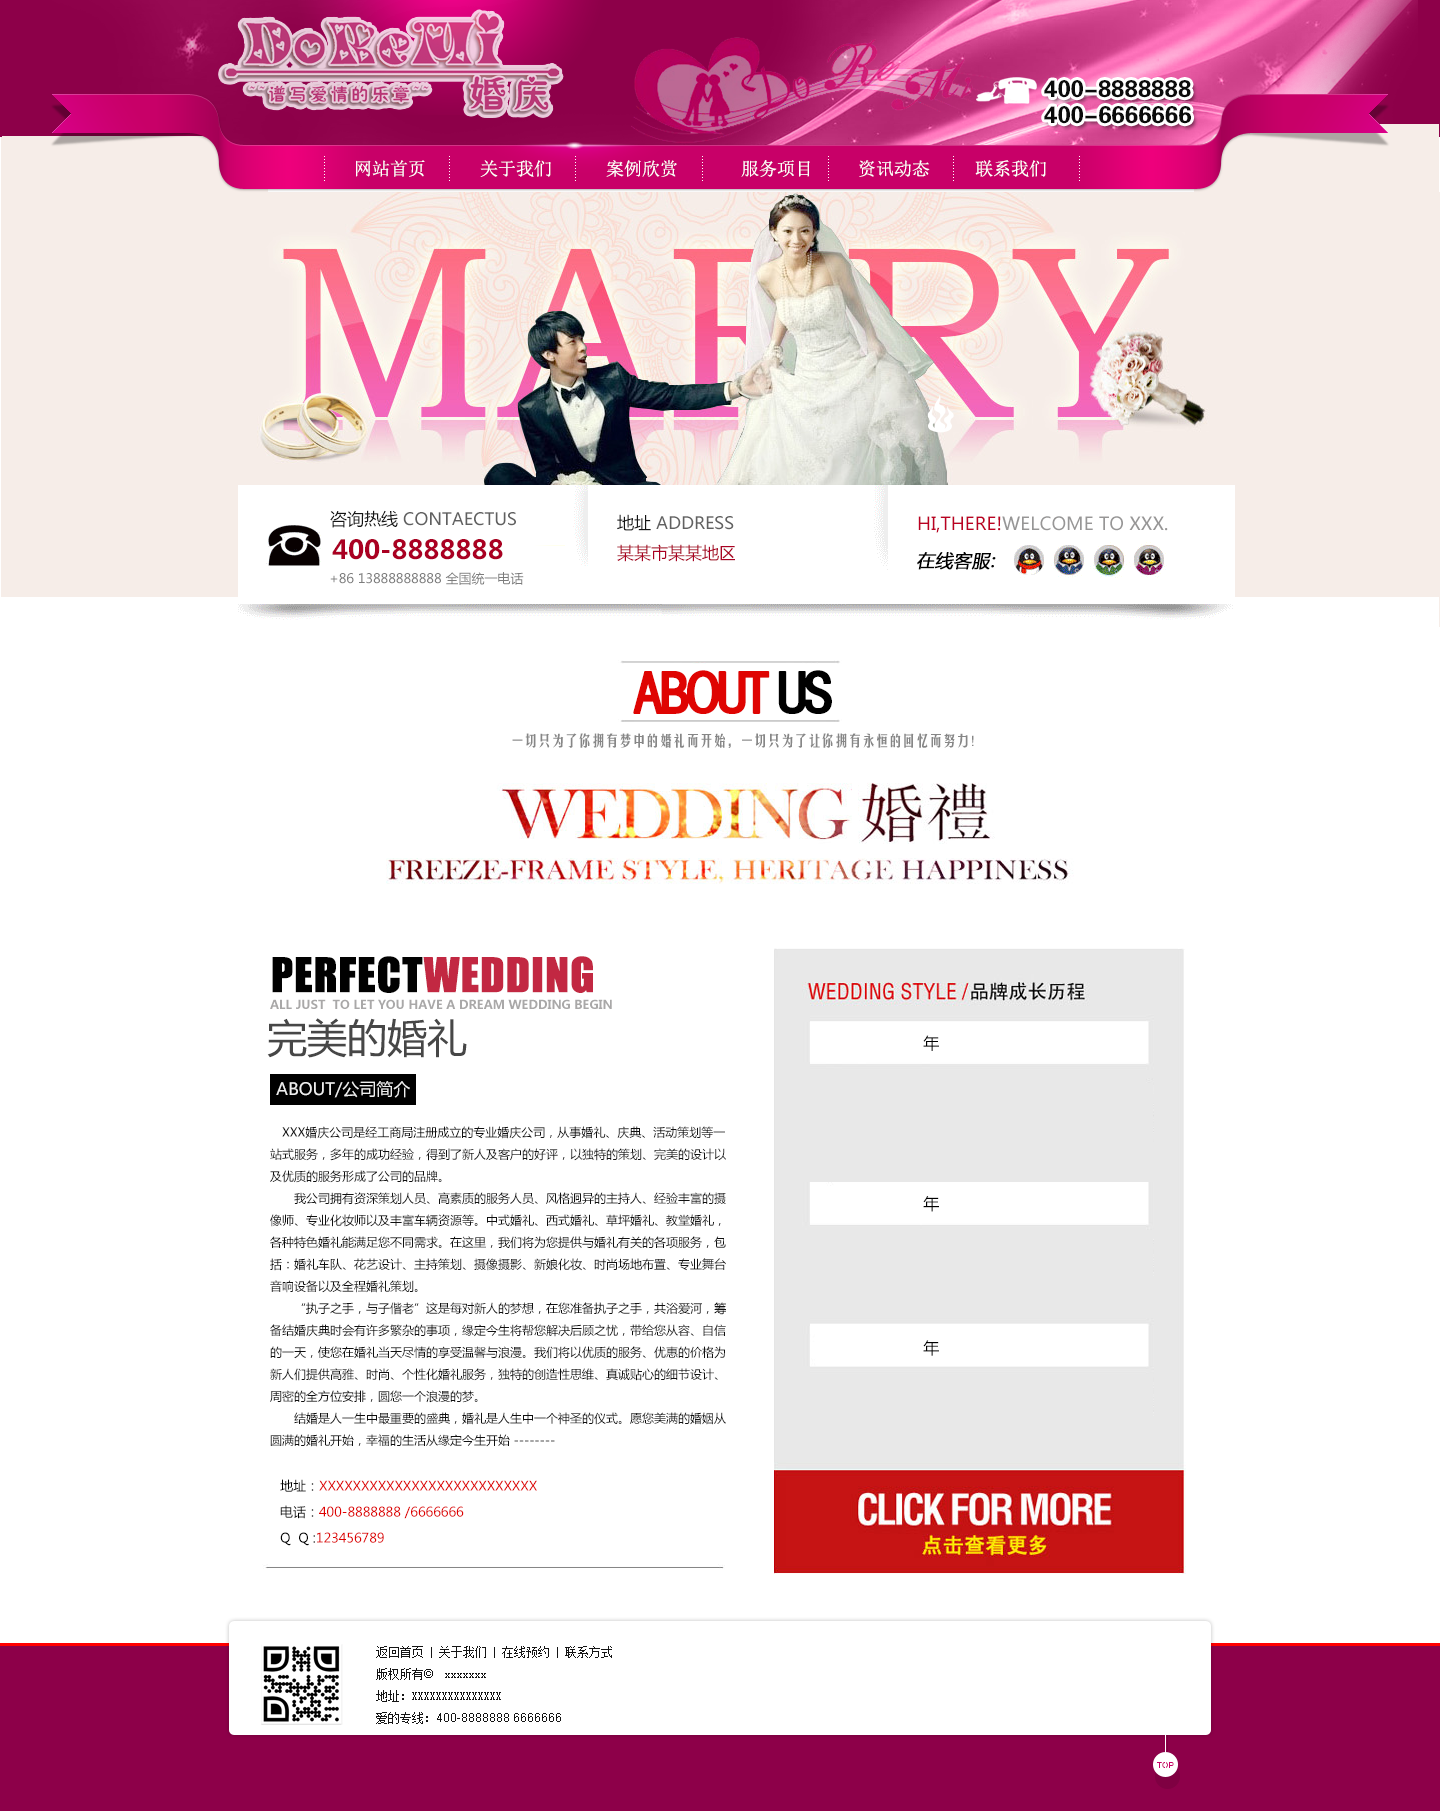 DoReMi
谱写爱情的乐章 婚庆
Do Re Mi
400-8888888
400-6666666
网站首页 关于我们 案例欣赏 服务项目 资讯动态 联系我们
MARRY
咨询热线 CONTAECTUS
400-8888888
+86 13888888888 全国统一电话
地址 ADDRESS
某某市某某地区
HI,THERE!WELCOME TO XXX.
在线客服:
ABOUT US
一切只为了你拥有梦中的婚礼而开始，一切只为了让你拥有永恒的回忆而努力!
WEDDING 婚禮
FREEZE-FRAME STYLE, HERITAGE HAPPINESS
PERFECTWEDDING
ALL JUST TO LET YOU HAVE A DREAM WEDDING BEGIN
完美的婚礼
ABOUT/公司简介
XXX婚庆公司是经工商局注册成立的专业婚庆公司，从事婚礼、庆典、活动策划等一
站式服务，多年的成功经验，得到了新人及客户的好评，以独特的策划、完美的设计以
及优质的服务形成了公司的品牌。
我公司拥有资深策划人员、高素质的服务人员、风格迥异的主持人、经验丰富的摄
像师、专业化妆师以及丰富车辆资源等。中式婚礼、西式婚礼、草坪婚礼、教堂婚礼，
各种特色婚礼能满足您不同需求。在这里，我们将为您提供与婚礼有关的各项服务，包
括：婚礼车队、花艺设计、主持策划、摄像摄影、新娘化妆、时尚场地布置、专业舞台
音响设备以及全程婚礼策划。
“执子之手，与子偕老”这是每对新人的梦想，在您准备执子之手，共浴爱河，筹
备结婚庆典时会有许多繁杂的事项，缘定今生将帮您解决后顾之忧，带给您从容、自信
的一天，使您在婚礼当天尽情的享受温馨与浪漫。我们将以优质的服务、优惠的价格为
新人们提供高雅、时尚、个性化婚礼服务，独特的创造性思维、真诚贴心的细节设计、
周密的全方位安排，圆您一个浪漫的梦。
结婚是人一生中最重要的盛典，婚礼是人生中一个神圣的仪式。愿您美满的婚姻从
圆满的婚礼开始，幸福的生活从缘定今生开始 --------
地址：XXXXXXXXXXXXXXXXXXXXXXXXXX
电话：400-8888888 /6666666
Q Q:123456789
WEDDING STYLE /品牌成长历程
年
年
年
CLICK FOR MORE
点击查看更多
返回首页 | 关于我们 | 在线预约 | 联系方式
版权所有© xxxxxxx
地址：XXXXXXXXXXXXXXX
爱的专线：400-8888888 6666666
TOP